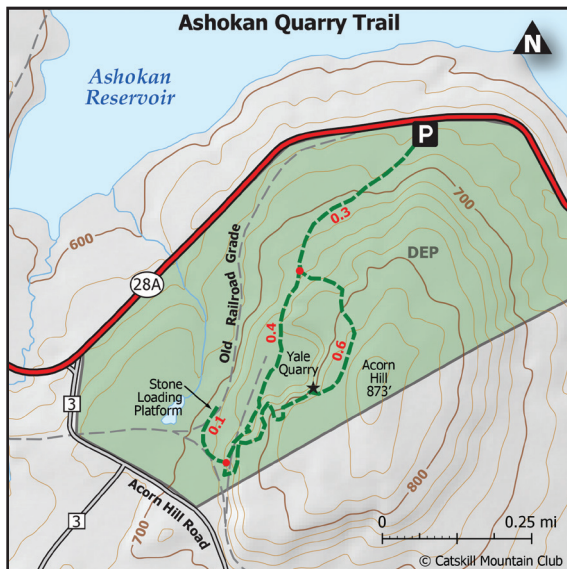 Ashokan Quarry Trail
N
Ashokan
Reservoir
P
0.3
700
600
DEP
28A
Old Railroad Grade
0.4
Yale
Quarry
0.6
Acorn
Hill
873'
Stone
Loading
Platform
0.1
3
Acorn Hill Road
3
700
800
0
0.25 mi
© Catskill Mountain Club